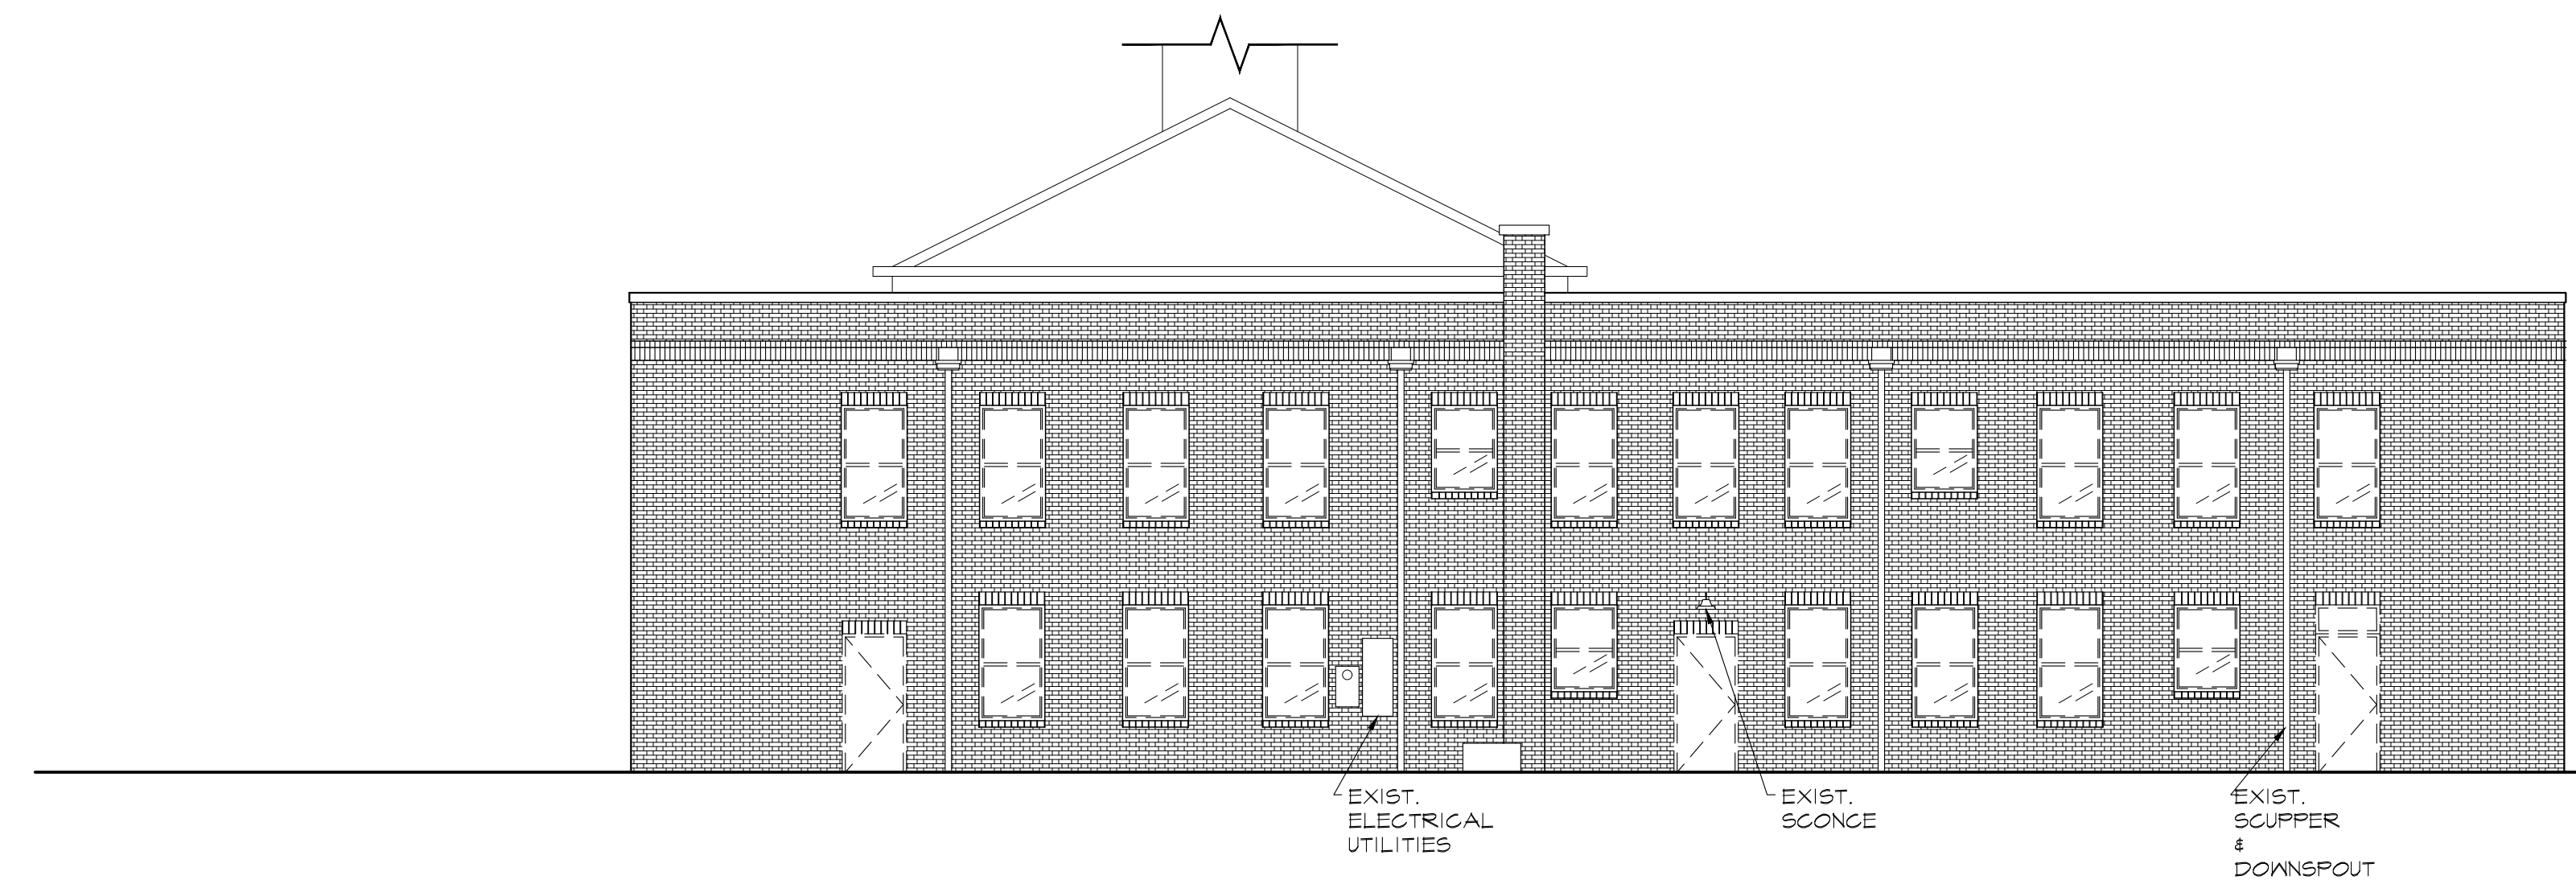 EXIST.
ELECTRICAL
UTILITIES
EXIST.
SCONCE
EXIST.
SCUPPER
&
DOWNSPOUT